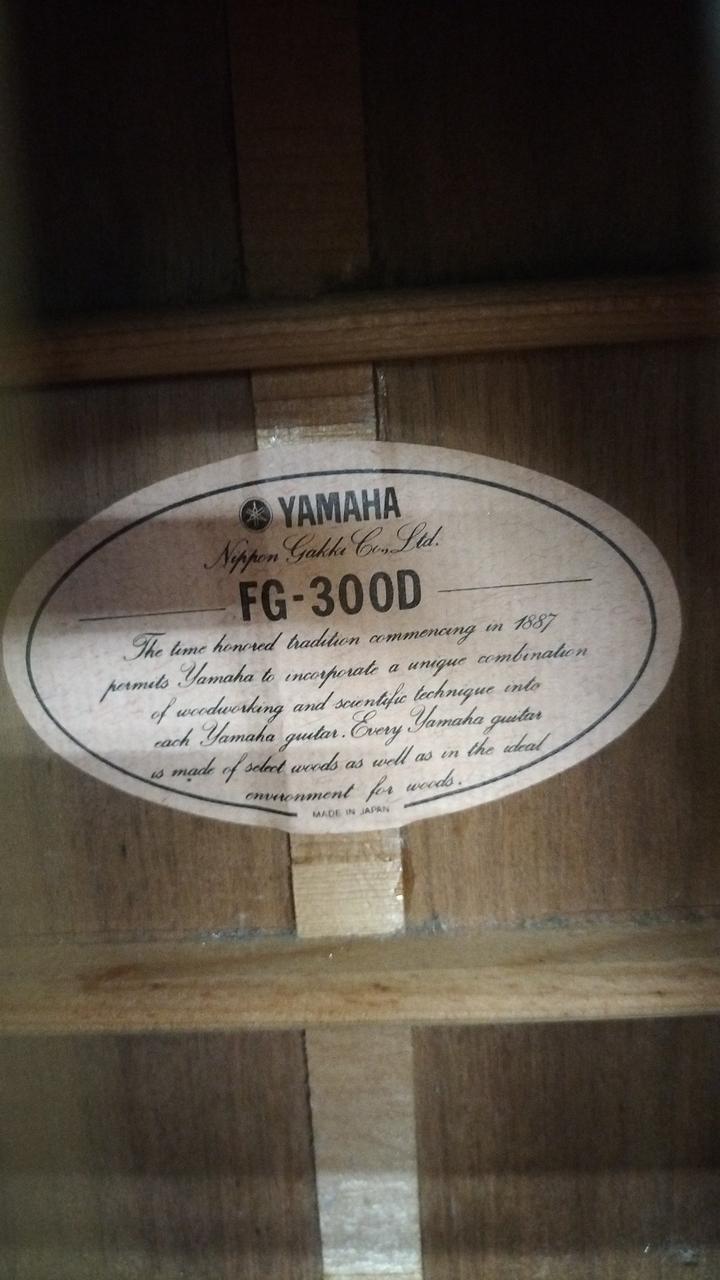 YAMAHA
Nippon Gakki Co., Ltd.
FG-300D
The time honored tradition commencing in 1887
permits Yamaha to incorporate a unique combination
of woodworking and scientific technique into
each Yamaha guitar. Every Yamaha guitar
is made of select woods as well as in the ideal
environment for woods.
MADE IN JAPAN